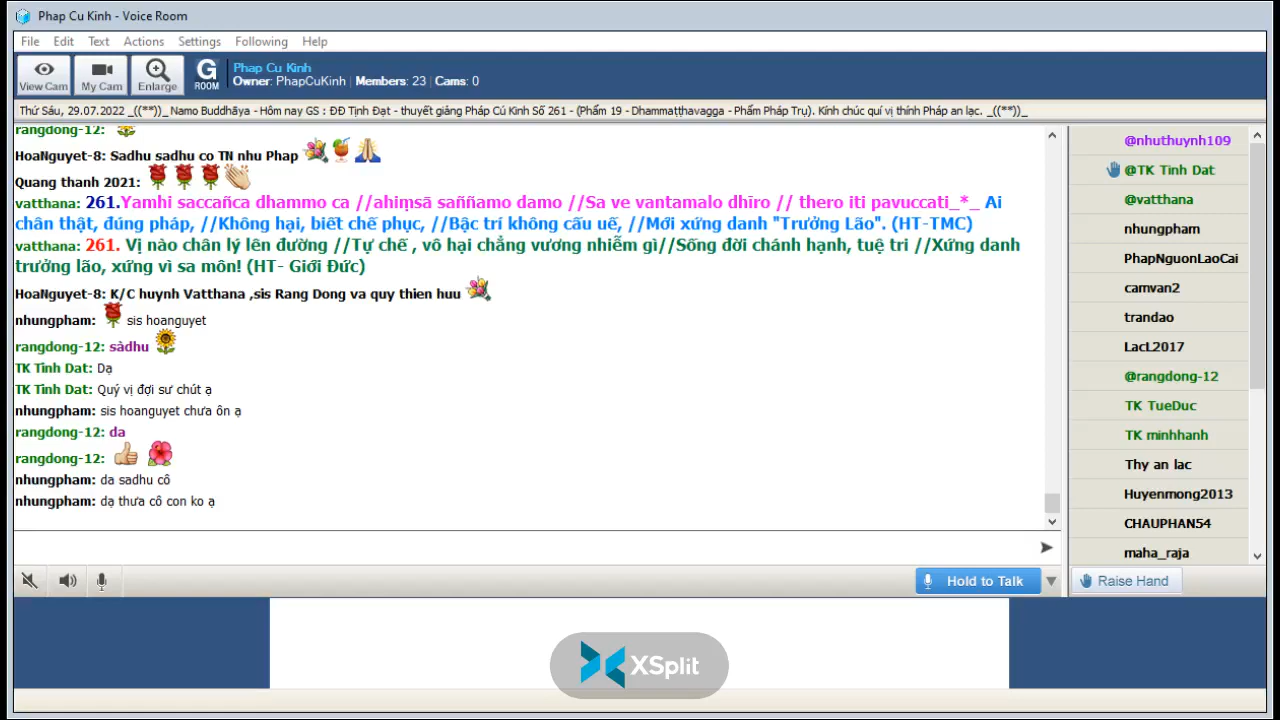 Phap Cu Kinh - Voice Room
File Edit Text Actions Settings Following Help
View Cam My Cam Enlarge G ROOM
Phap Cu Kinh
Owner: PhapCuKinh | Members: 23 | Cams: 0
Thứ Sáu, 29.07.2022 _((**))_ Namo Buddhāya - Hôm nay GS : ĐĐ Tịnh Đạt - thuyết giảng Pháp Cú Kinh Số 261 - (Phẩm 19 - Dhammaṭṭhavagga - Phẩm Pháp Trụ). Kính chúc quí vị thính Pháp an lạc. _((**))_
rangdong-12:
HoaNguyet-8: Sadhu sadhu co TN nhu Phap
Quang thanh 2021:
vatthana: 261.Yamhi saccañca dhammo ca //ahiṃsā saññamo damo //Sa ve vantamalo dhīro // thero iti pavuccati_*_ Ai
chân thật, đúng pháp, //Không hại, biết chế phục, //Bậc trí không cấu uế, //Mới xứng danh "Trưởng Lão". (HT-TMC)
vatthana: 261. Vị nào chân lý lên đường //Tự chế , vô hại chẳng vương nhiễm gì//Sống đời chánh hạnh, tuệ tri //Xứng danh
trưởng lão, xứng vì sa môn! (HT- Giới Đức)
HoaNguyet-8: K/C huynh Vatthana ,sis Rang Dong va quy thien huu
nhungpham: sis hoanguyet
rangdong-12: sàdhu
TK Tinh Dat: Dạ
TK Tinh Dat: Quý vị đợi sư chút ạ
nhungpham: sis hoanguyet chưa ôn ạ
rangdong-12: da
rangdong-12:
nhungpham: da sadhu cô
nhungpham: dạ thưa cô con ko ạ
Hold to Talk
@nhuthuynh109
@TK Tinh Dat
@vatthana
nhungpham
PhapNguonLaoCai
camvan2
trandao
LacL2017
@rangdong-12
TK TueDuc
TK minhhanh
Thy an lac
Huyenmong2013
CHAUPHAN54
maha_raja
Raise Hand
XSplit